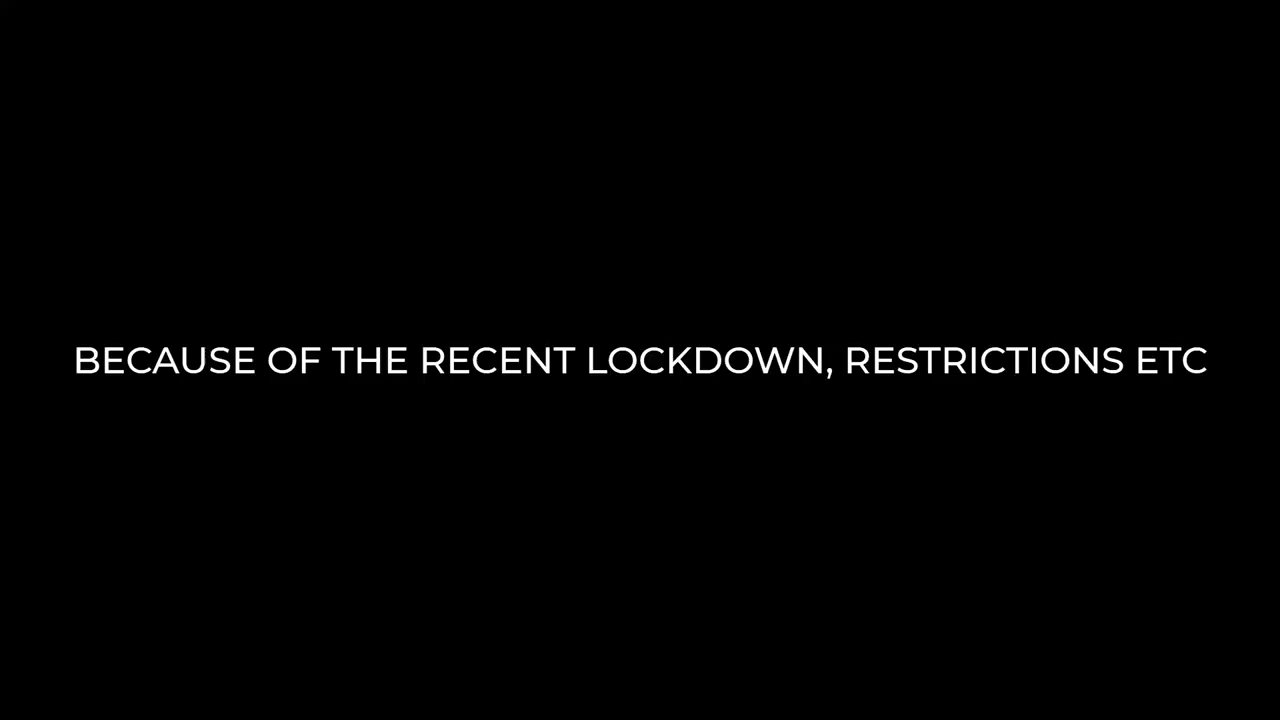 BECAUSE OF THE RECENT LOCKDOWN, RESTRICTIONS ETC